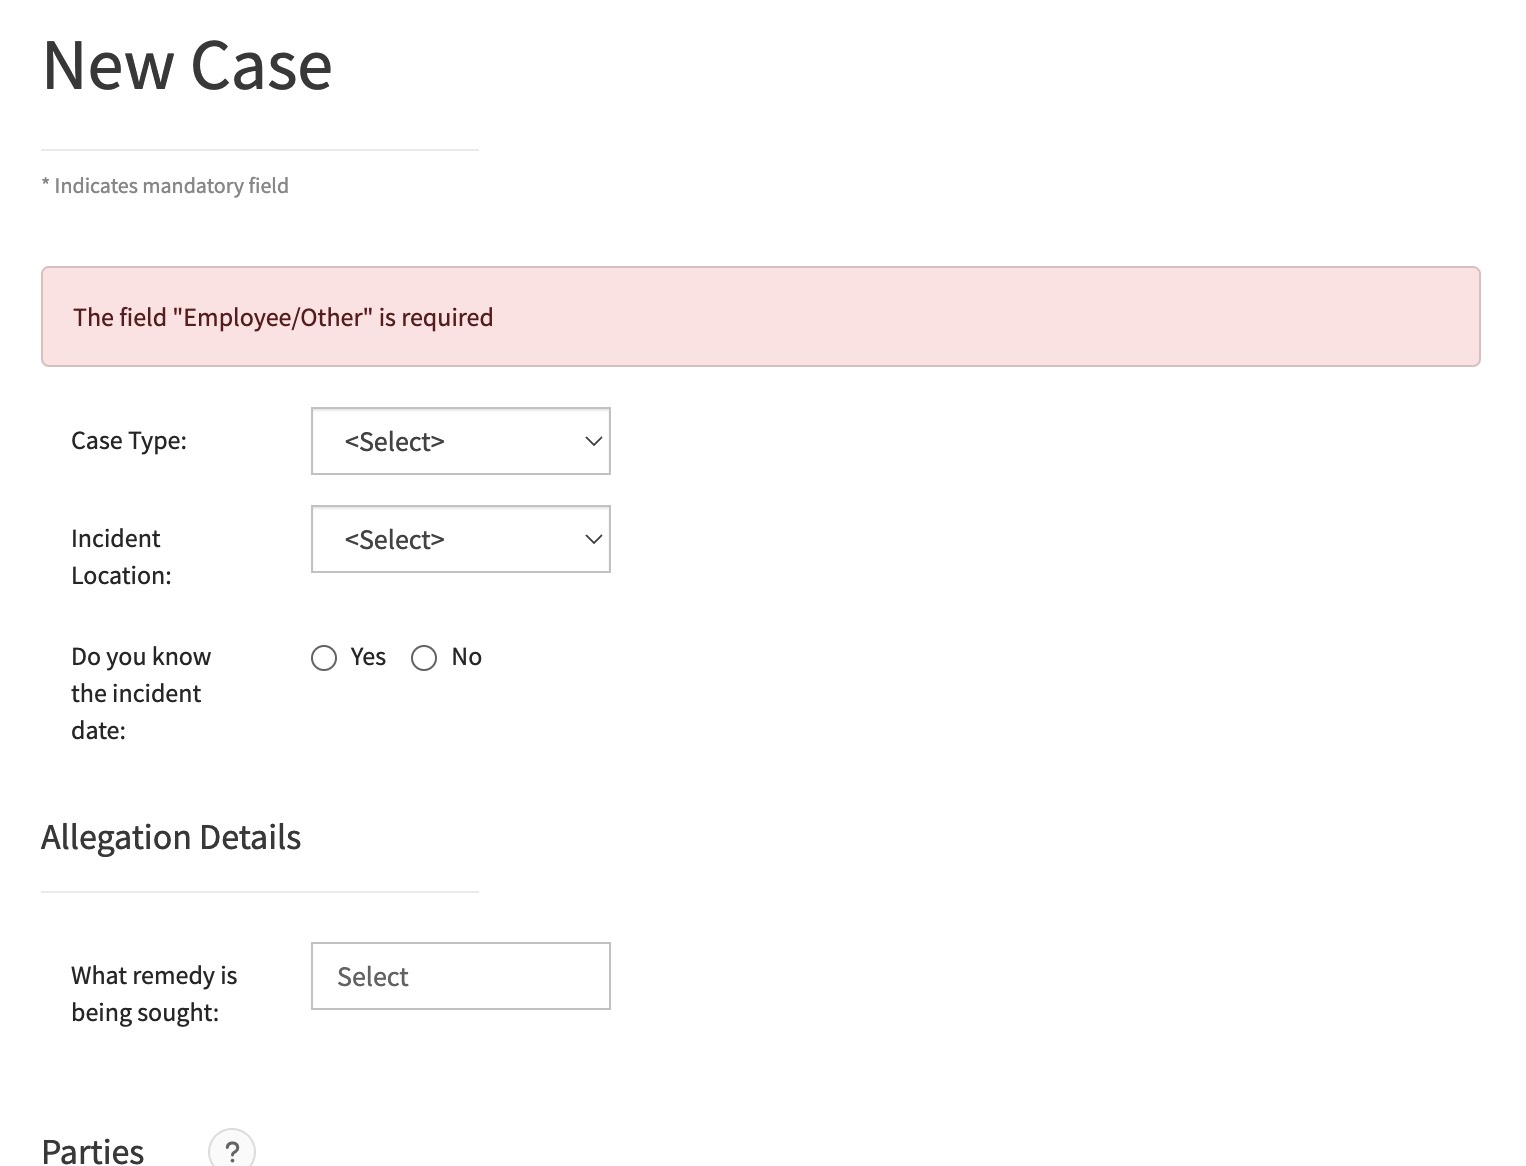 New Case
* Indicates mandatory field
The field "Employee/Other" is required
Case Type:
<Select>
Incident
Location:
<Select>
Do you know
the incident
date:
Yes
No
Allegation Details
What remedy is
being sought:
Select
Parties
?